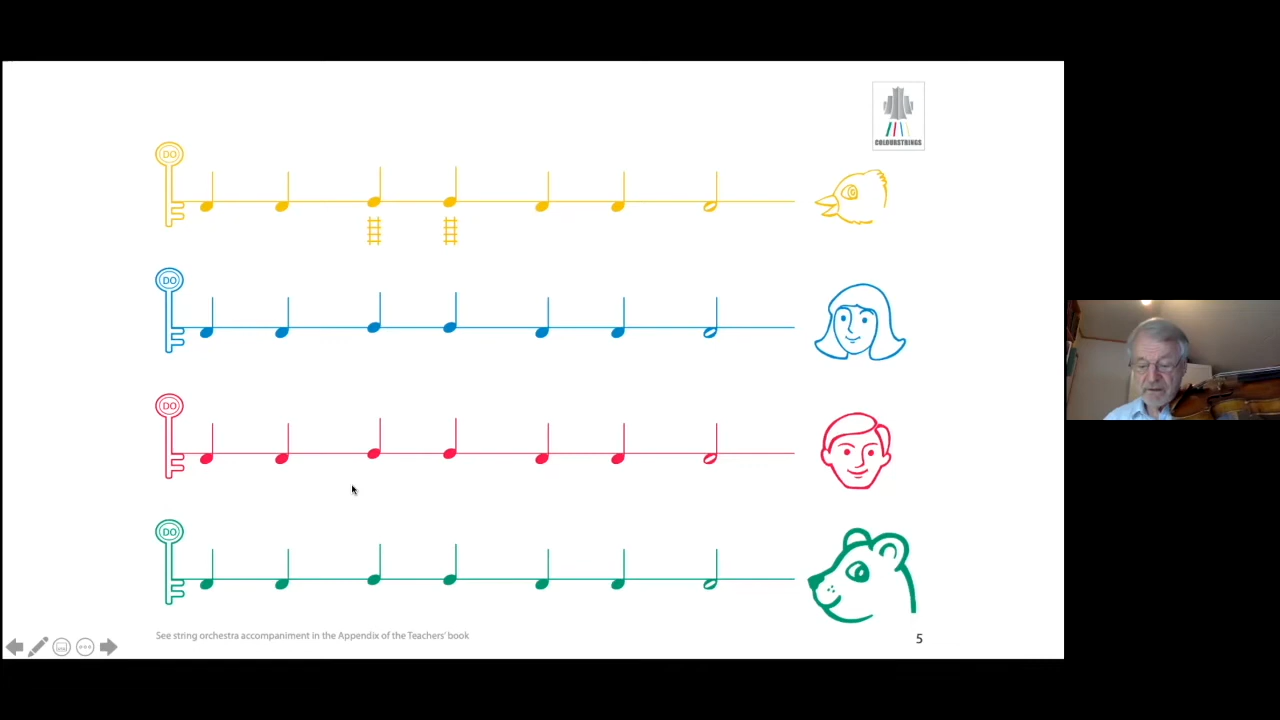 COLOURSTRINGS
DO
DO
DO
DO
See string orchestra accompaniment in the Appendix of the Teachers' book
5